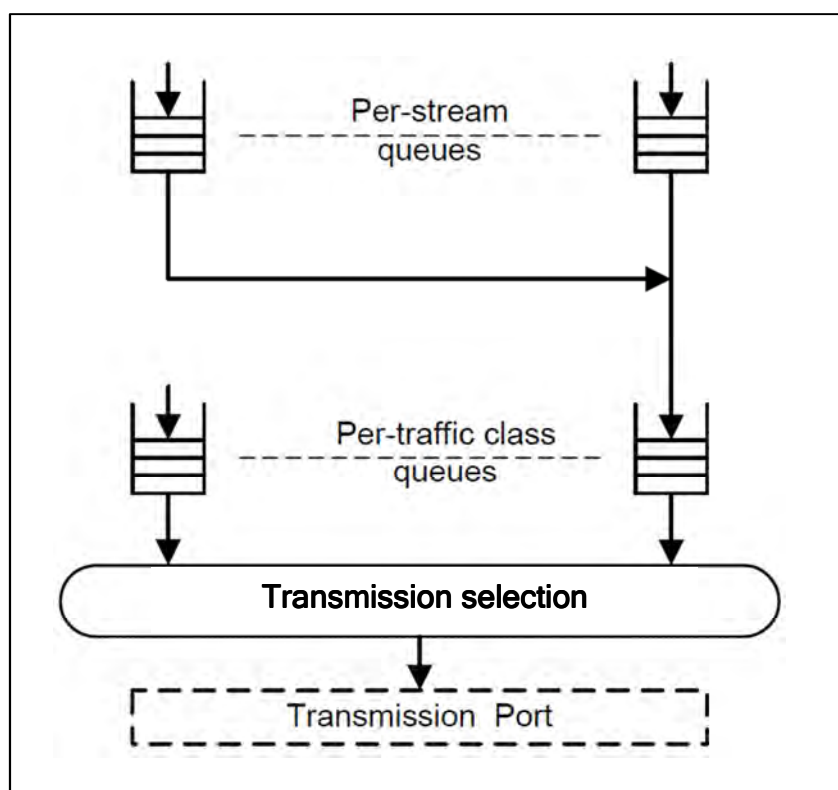 Per-stream
queues
Per-traffic class
queues
Transmission selection
Transmission Port